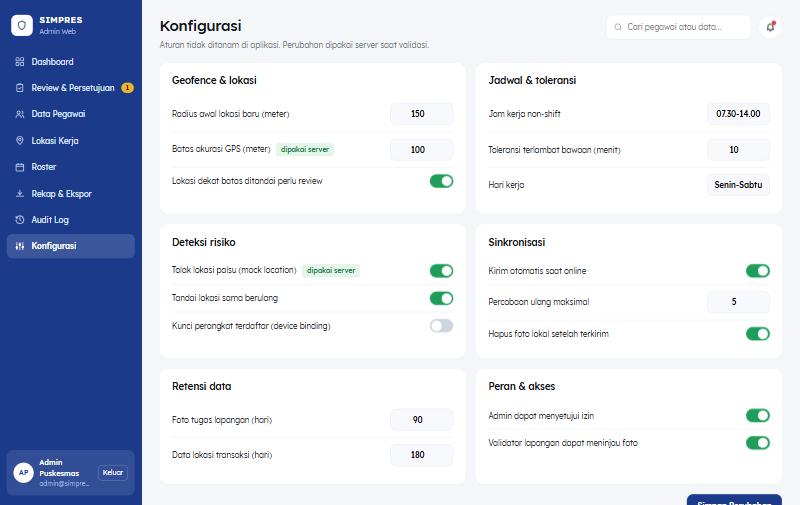 SIMPRES
Admin Web
Dashboard
Review & Persetujuan 1
Data Pegawai
Lokasi Kerja
Roster
Rekap & Ekspor
Audit Log
Konfigurasi
AP
Admin
Puskesmas
admin@simpre...
Keluar
Konfigurasi
Aturan tidak ditanam di aplikasi. Perubahan dipakai server saat validasi.
Cari pegawai atau data...
Geofence & lokasi
Radius awal lokasi baru (meter) 150
Batas akurasi GPS (meter) dipakai server 100
Lokasi dekat batas ditandai perlu review
Jadwal & toleransi
Jam kerja non-shift 07.30-14.00
Toleransi terlambat bawaan (menit) 10
Hari kerja Senin-Sabtu
Deteksi risiko
Tolak lokasi palsu (mock location) dipakai server
Tandai lokasi sama berulang
Kunci perangkat terdaftar (device binding)
Sinkronisasi
Kirim otomatis saat online
Percobaan ulang maksimal 5
Hapus foto lokal setelah terkirim
Retensi data
Foto tugas lapangan (hari) 90
Data lokasi transaksi (hari) 180
Peran & akses
Admin dapat menyetujui izin
Validator lapangan dapat meninjau foto
Simpan Perubahan